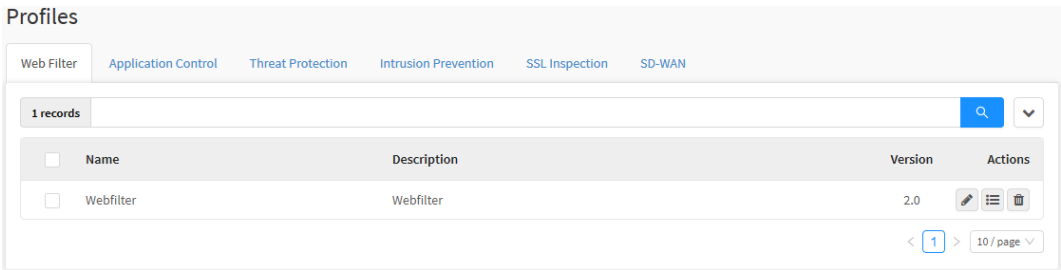 Profiles
Web Filter Application Control Threat Protection Intrusion Prevention SSL Inspection SD-WAN
1 records
Name Description Version Actions
Webfilter Webfilter 2.0
< 1 > 10 / page